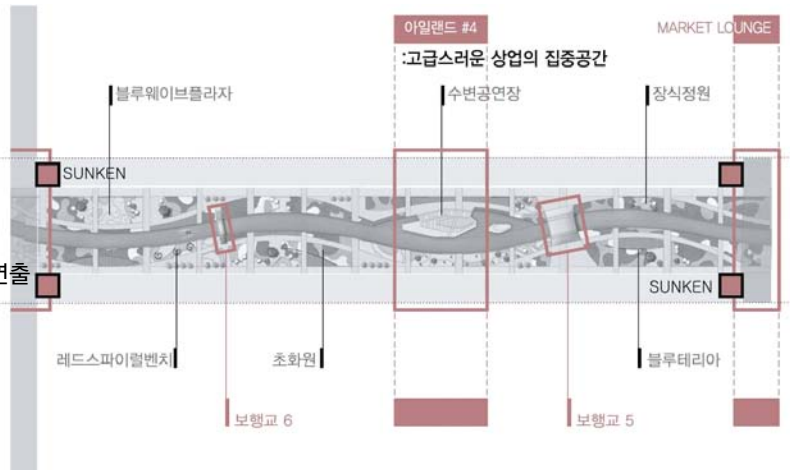 아일랜드 #4
MARKET LOUNGE
:고급스러운 상업의 집중공간
블루웨이브플라자
수변공연장
장식정원
SUNKEN
연출
SUNKEN
레드스파이럴벤치
초화원
블루테리아
보행교 6
보행교 5